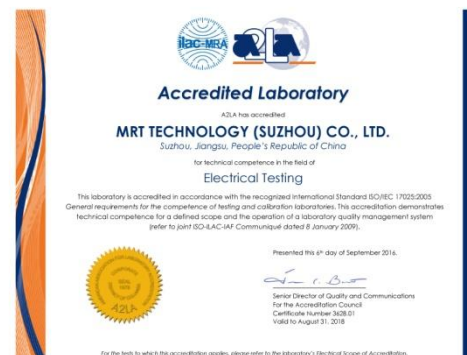 ilac-MRA
A2LA
Accredited Laboratory
A2LA has accredited
MRT TECHNOLOGY (SUZHOU) CO., LTD.
Suzhou, Jiangsu, People's Republic of China
for technical competence in the field of
Electrical Testing
This laboratory is accredited in accordance with the recognized International Standard ISO/IEC 17025:2005
General requirements for the competence of testing and calibration laboratories. This accreditation demonstrates
technical competence for a defined scope and the operation of a laboratory quality management system
(refer to joint ISO-ILAC-IAF Communiqué dated 8 January 2009).
Presented this 6th day of September 2016.
Senior Director of Quality and Communications
For the Accreditation Council
Certificate Number 3628.01
Valid to August 31, 2018
SEAL
A2LA
For the tests to which this accreditation applies, please refer to the laboratory's Electrical Scope of Accreditation.